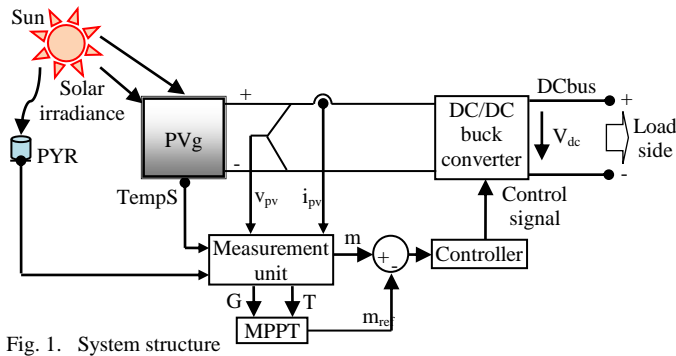 Sun
Solar
irradiance
PYR
PVg
+
-
TempS
v_pv
i_pv
DC/DC
buck
converter
DCbus
+
V_dc
-
Load
side
Control
signal
Measurement
unit
m
+
-
Controller
G
T
MPPT
m_ref
Fig. 1. System structure